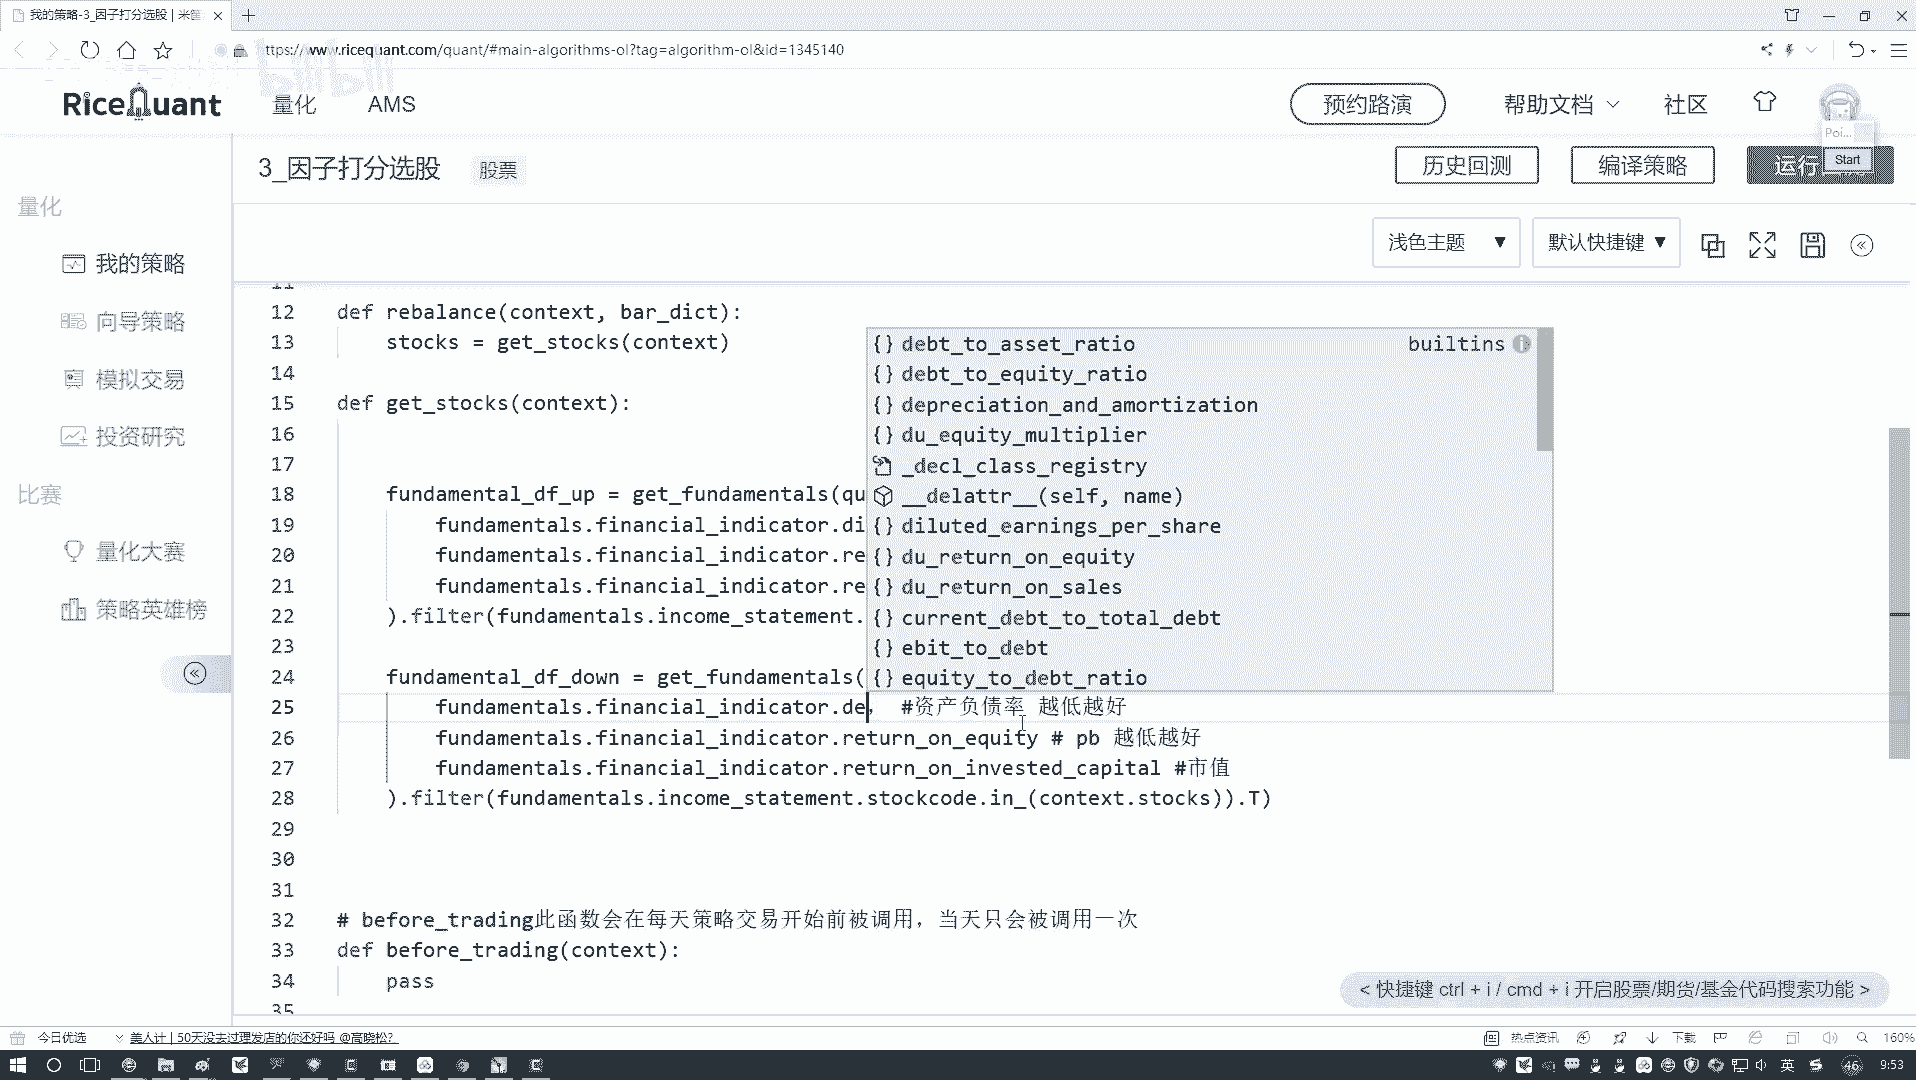 我的策略-3_因子打分选股 | 米筐
https://www.ricequant.com/quant/#main-algorithms-ol?tag=algorithm-ol&id=1345140
bilibili
RiceQuant
量化
AMS
预约路演
帮助文档
社区
Poi...
Start
3_因子打分选股
股票
历史回测
编译策略
运行
浅色主题
默认快捷键
量化
我的策略
向导策略
模拟交易
投资研究
比赛
量化大赛
策略英雄榜
11
12 def rebalance(context, bar_dict):
13 stocks = get_stocks(context)
14
15 def get_stocks(context):
16
17
18 fundamental_df_up = get_fundamentals(qu
19 fundamentals.financial_indicator.di
20 fundamentals.financial_indicator.re
21 fundamentals.financial_indicator.re
22 ).filter(fundamentals.income_statement.
23
24 fundamental_df_down = get_fundamentals(
25 fundamentals.financial_indicator.de, #资产负债率 越低越好
26 fundamentals.financial_indicator.return_on_equity # pb 越低越好
27 fundamentals.financial_indicator.return_on_invested_capital #市值
28 ).filter(fundamentals.income_statement.stockcode.in_(context.stocks)).T)
29
30
31
32 # before_trading此函数会在每天策略交易开始前被调用，当天只会被调用一次
33 def before_trading(context):
34 pass
35
debt_to_asset_ratio builtins
debt_to_equity_ratio
depreciation_and_amortization
du_equity_multiplier
_decl_class_registry
__delattr__(self, name)
diluted_earnings_per_share
du_return_on_equity
du_return_on_sales
current_debt_to_total_debt
ebit_to_debt
equity_to_debt_ratio
< 快捷键 ctrl + i / cmd + i 开启股票/期货/基金代码搜索功能 >
今日优选
美人计 | 50天没去过理发店的你还好吗 @高晓松?
热点资讯
下载
160%
英
46
9:53